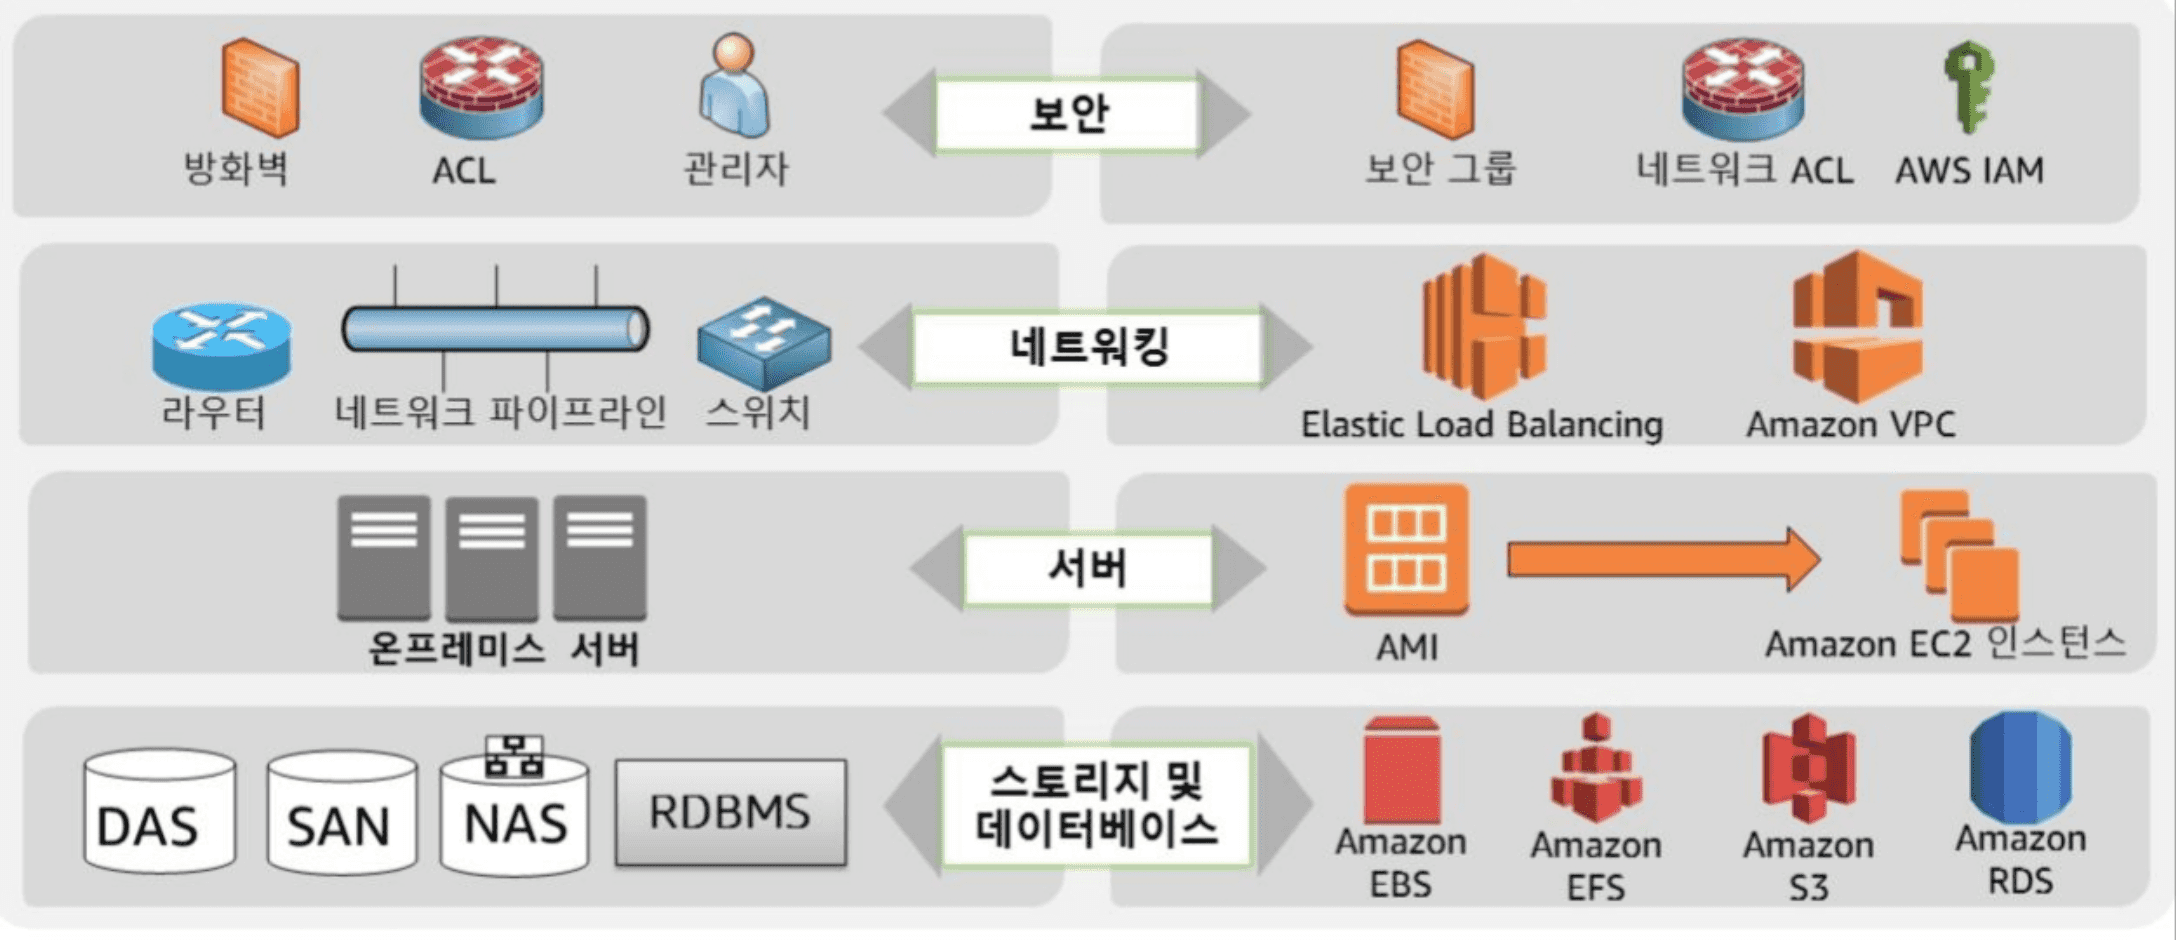 방화벽
ACL
관리자
보안
보안 그룹
네트워크 ACL
AWS IAM
라우터
네트워크 파이프라인
스위치
네트워킹
Elastic Load Balancing
Amazon VPC
온프레미스 서버
서버
AMI
Amazon EC2 인스턴스
DAS
SAN
NAS
RDBMS
스토리지 및
데이터베이스
Amazon
EBS
Amazon
EFS
Amazon
S3
Amazon
RDS